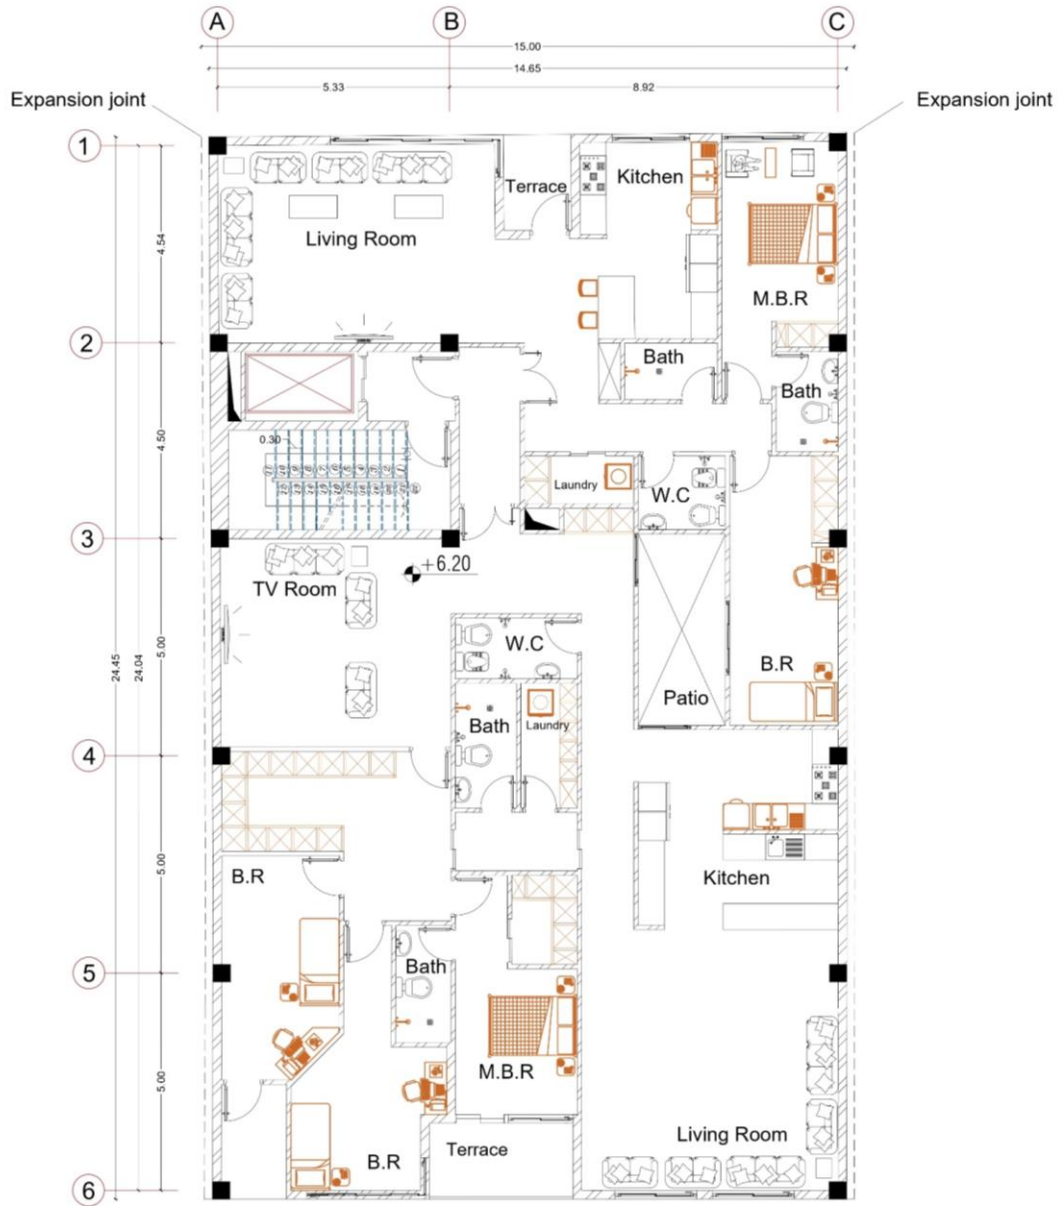 A B C
15.00
14.65
5.33 8.92
Expansion joint Expansion joint
1
Terrace
Kitchen
4.54
Living Room
M.B.R
2
Bath
Bath
4.50
0.30
Laundry
W.C
3
+6.20
TV Room
W.C
5.00
24.45
24.04
B.R
Patio
Bath
Laundry
4
5.00
B.R
Kitchen
Bath
5
M.B.R
5.00
Living Room
Terrace
B.R
6